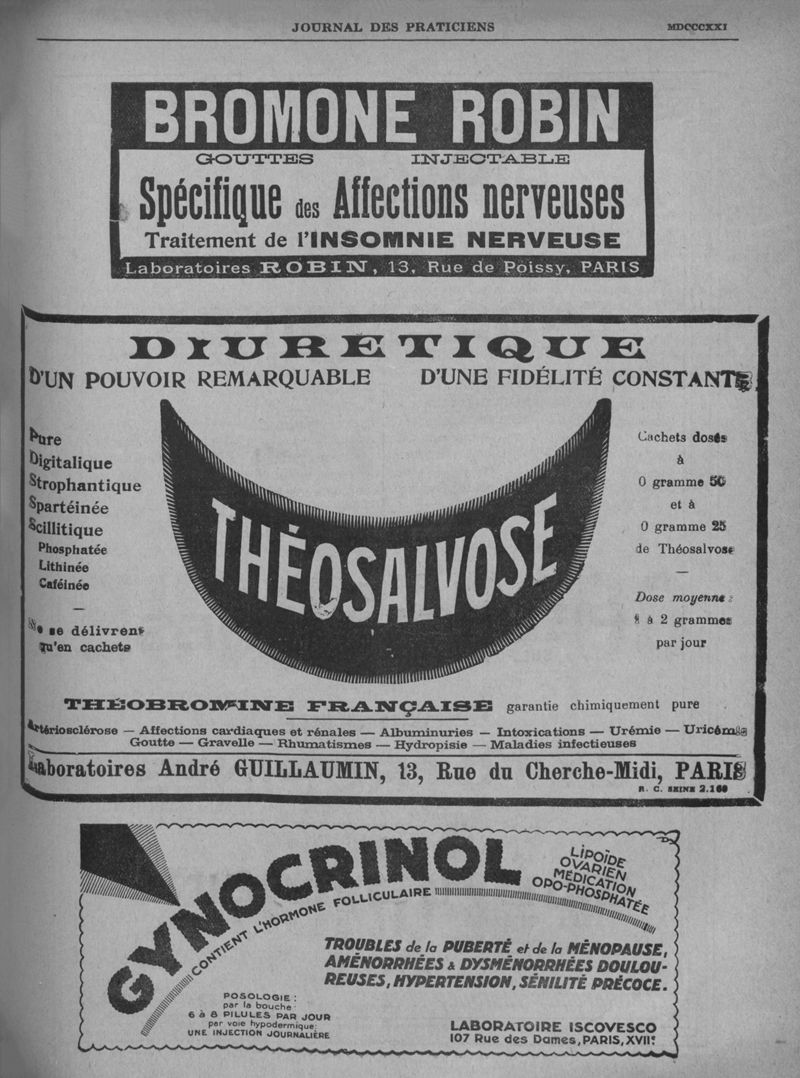 JOURNAL DES PRATICIENS
MDCCCXXI
BROMONE ROBIN
GOUTTES INJECTABLE
Spécifique des Affections nerveuses
Traitement de l'INSOMNIE NERVEUSE
Laboratoires ROBIN, 13, Rue de Poissy, PARIS
DIURETIQUE
D'UN POUVOIR REMARQUABLE D'UNE FIDÉLITÉ CONSTANTE
Pure
Digitalique
Strophantique
Spartéinée
Scillitique
Phosphatée
Lithinée
Caféinée
—
Ne se délivrent
qu'en cachets
THÉOSALVOSE
Cachets dosés
à
0 gramme 50
et à
0 gramme 25
de Théosalvose
—
Dose moyenne :
à 2 grammes
par jour
THÉOBROMINE FRANÇAISE garantie chimiquement pure
Artériosclérose — Affections cardiaques et rénales — Albuminuries — Intoxications — Urémie — Uricémie
Goutte — Gravelle — Rhumatismes — Hydropisie — Maladies infectieuses
Laboratoires André GUILLAUMIN, 13, Rue du Cherche-Midi, PARIS
R. C. SEINE 2.160
GYNOCRINOL
CONTIENT L'HORMONE FOLLICULAIRE
LIPOÏDE
OVARIEN
MÉDICATION
OPO-PHOSPHATÉE
TROUBLES de la PUBERTÉ et de la MÉNOPAUSE,
AMÉNORRHÉES & DYSMÉNORRHÉES DOULOU-
REUSES, HYPERTENSION, SÉNILITÉ PRÉCOCE.
POSOLOGIE :
par la bouche :
6 à 8 PILULES PAR JOUR
par voie hypodermique:
UNE INJECTION JOURNALIÈRE
LABORATOIRE ISCOVESCO
107 Rue des Dames, PARIS, XVIIe